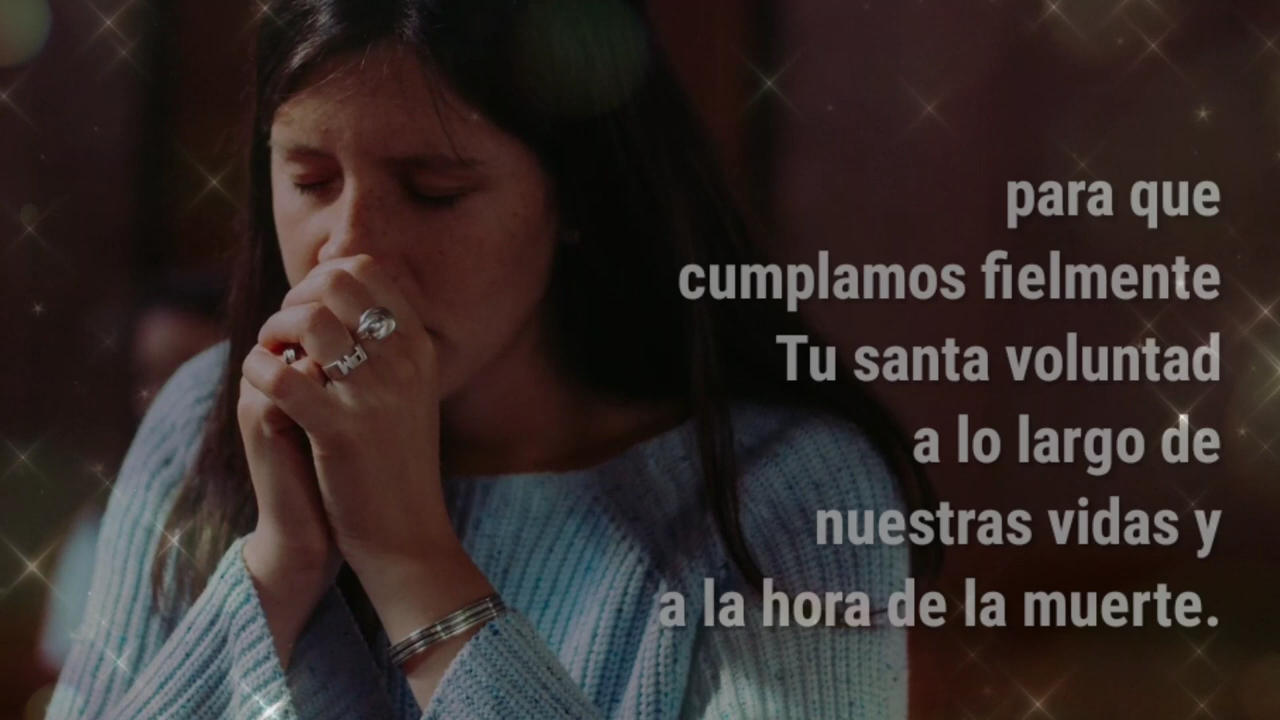 para que
cumplamos fielmente
Tu santa voluntad
a lo largo de
nuestras vidas y
a la hora de la muerte.